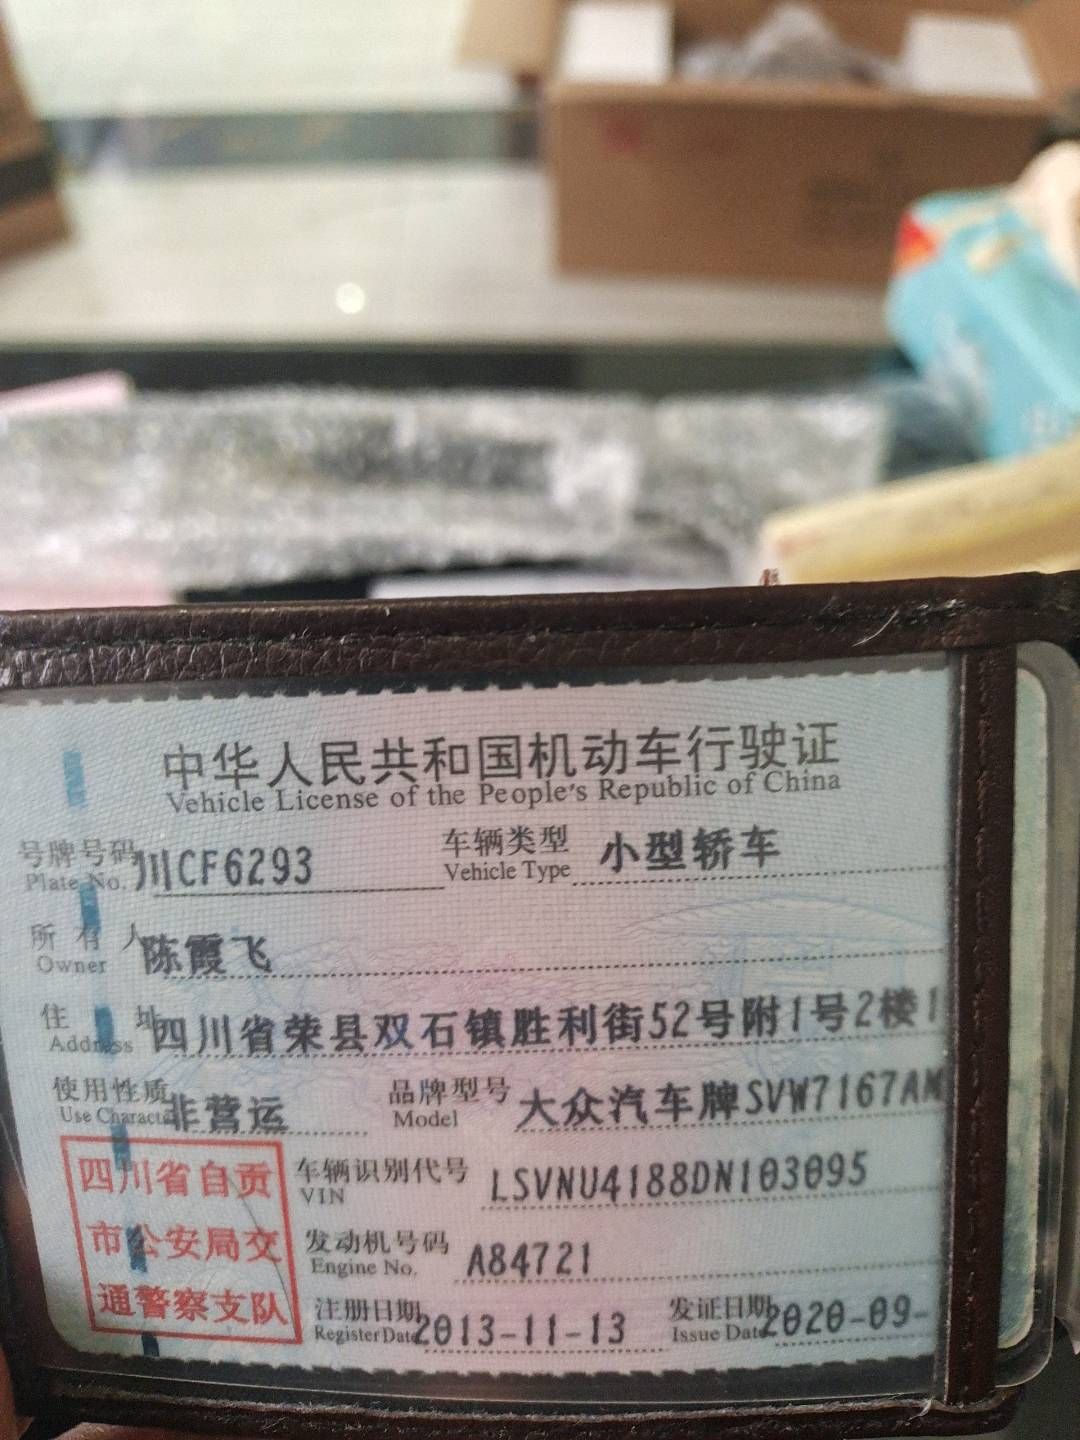 中华人民共和国机动车行驶证
Vehicle License of the People's Republic of China
号牌号码 川CF6293 车辆类型 小型轿车
Plate No. Vehicle Type
所有人 陈霞飞
Owner
住址 四川省荣县双石镇胜利街52号附1号2楼1
Address
使用性质 非营运 品牌型号 大众汽车牌SVW7167AM
Use Character Model
四川省自贡
市公安局交
通警察支队
车辆识别代号 LSVNU4188DN103095
VIN
发动机号码 A84721
Engine No.
注册日期 2013-11-13 发证日期 2020-09-
Register Date Issue Date